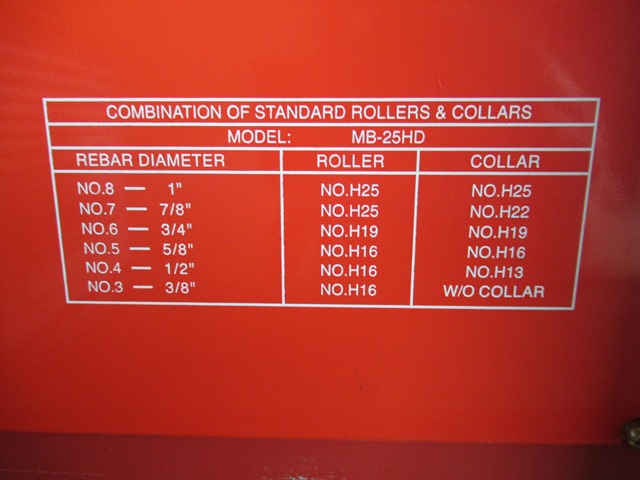 COMBINATION OF STANDARD ROLLERS & COLLARS
MODEL: MB-25HD
REBAR DIAMETER ROLLER COLLAR
NO.8 — 1" NO.H25 NO.H25
NO.7 — 7/8" NO.H25 NO.H22
NO.6 — 3/4" NO.H19 NO.H19
NO.5 — 5/8" NO.H16 NO.H16
NO.4 — 1/2" NO.H16 NO.H13
NO.3 — 3/8" NO.H16 W/O COLLAR